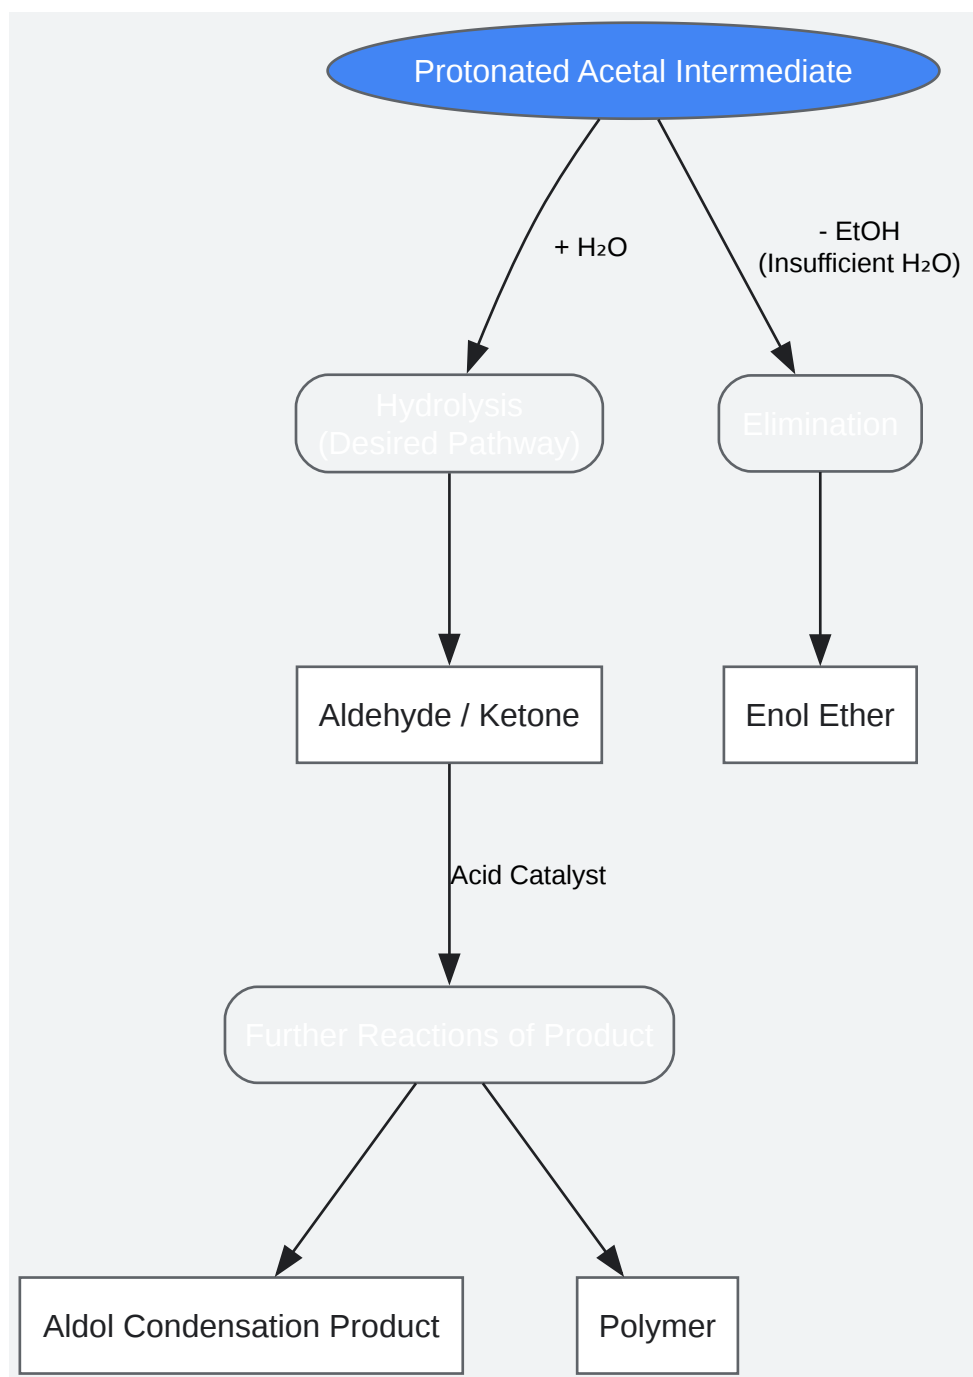 Protonated Acetal Intermediate
+ H₂O
- EtOH
(Insufficient H₂O)
Hydrolysis
(Desired Pathway)
Elimination
Aldehyde / Ketone
Enol Ether
Acid Catalyst
Further Reactions of Product
Aldol Condensation Product
Polymer